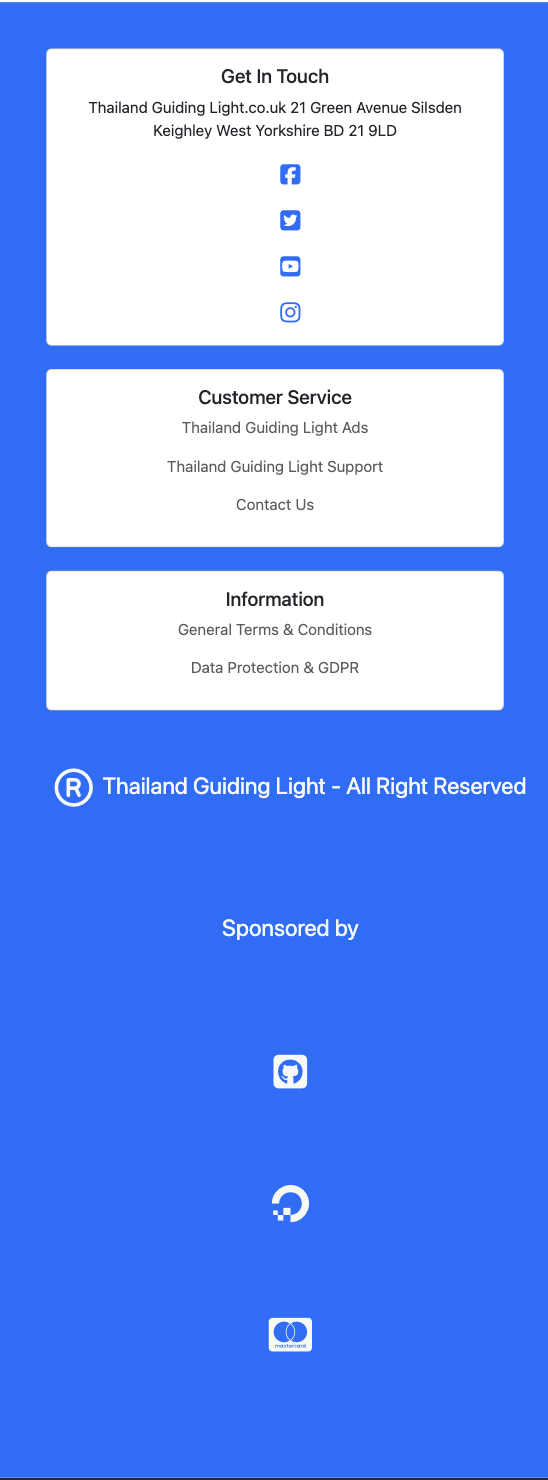 Get In Touch
Thailand Guiding Light.co.uk 21 Green Avenue Silsden
Keighley West Yorkshire BD 21 9LD
Customer Service
Thailand Guiding Light Ads
Thailand Guiding Light Support
Contact Us
Information
General Terms & Conditions
Data Protection & GDPR
® Thailand Guiding Light - All Right Reserved
Sponsored by
mastercard